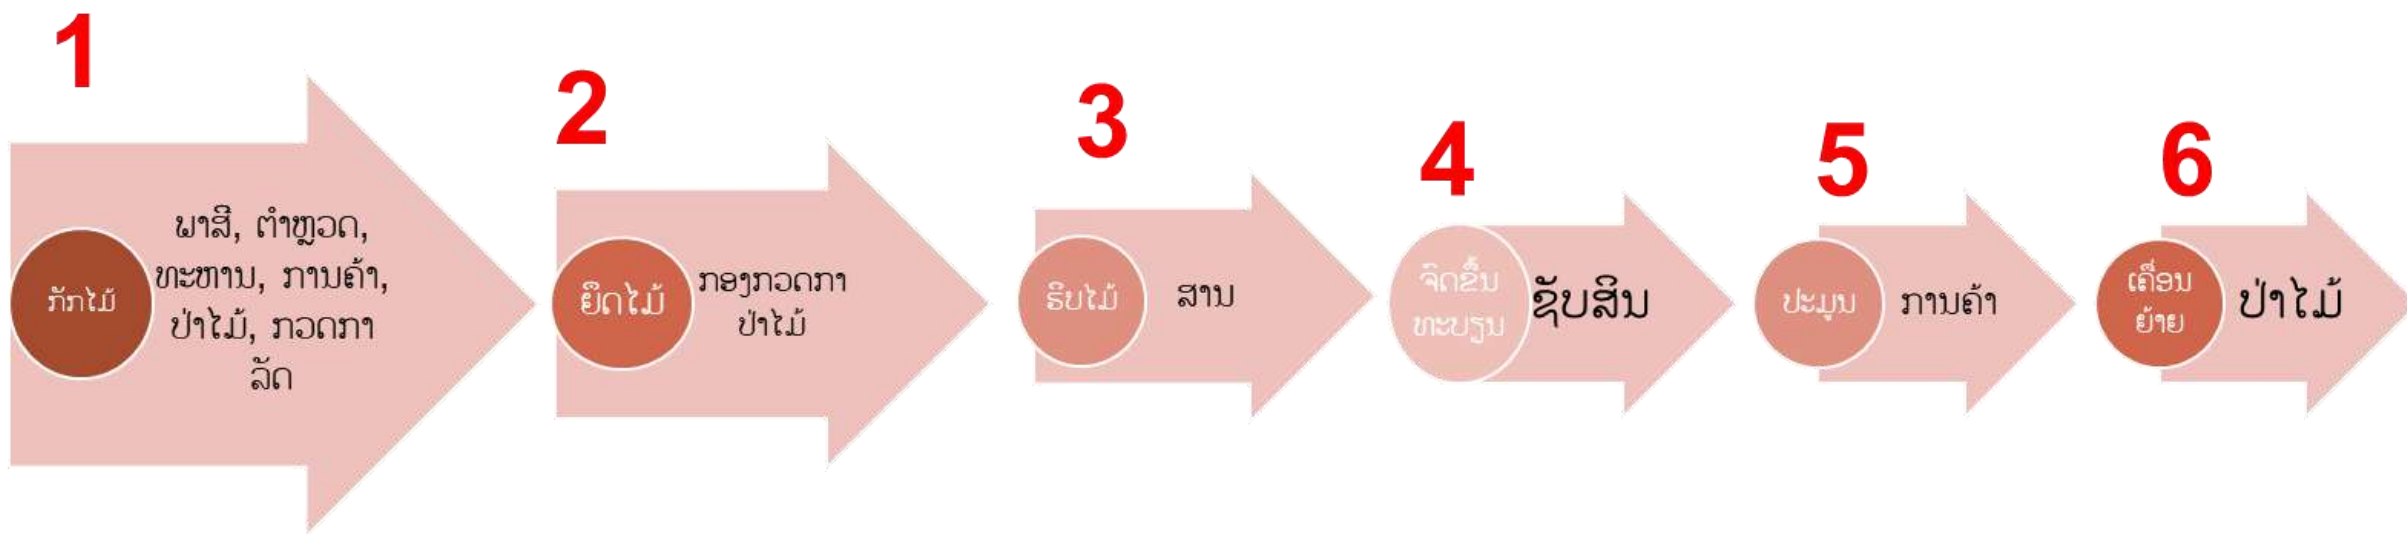 1
ກັກໄມ້
ພາສີ, ຕຳຫຼວດ,
ທະຫານ, ການຄ້າ,
ປ່າໄມ້, ກວດກາ
ລັດ
2
ຍຶດໄມ້
ກອງກວດກາ
ປ່າໄມ້
3
ຣິບໄມ້
ສານ
4
ຈົດຂຶ້ນ
ທະບຽນ
ຊັບສິນ
5
ປະມູນ
ການຄ້າ
6
ເຄື່ອນ
ຍ້າຍ
ປ່າໄມ້